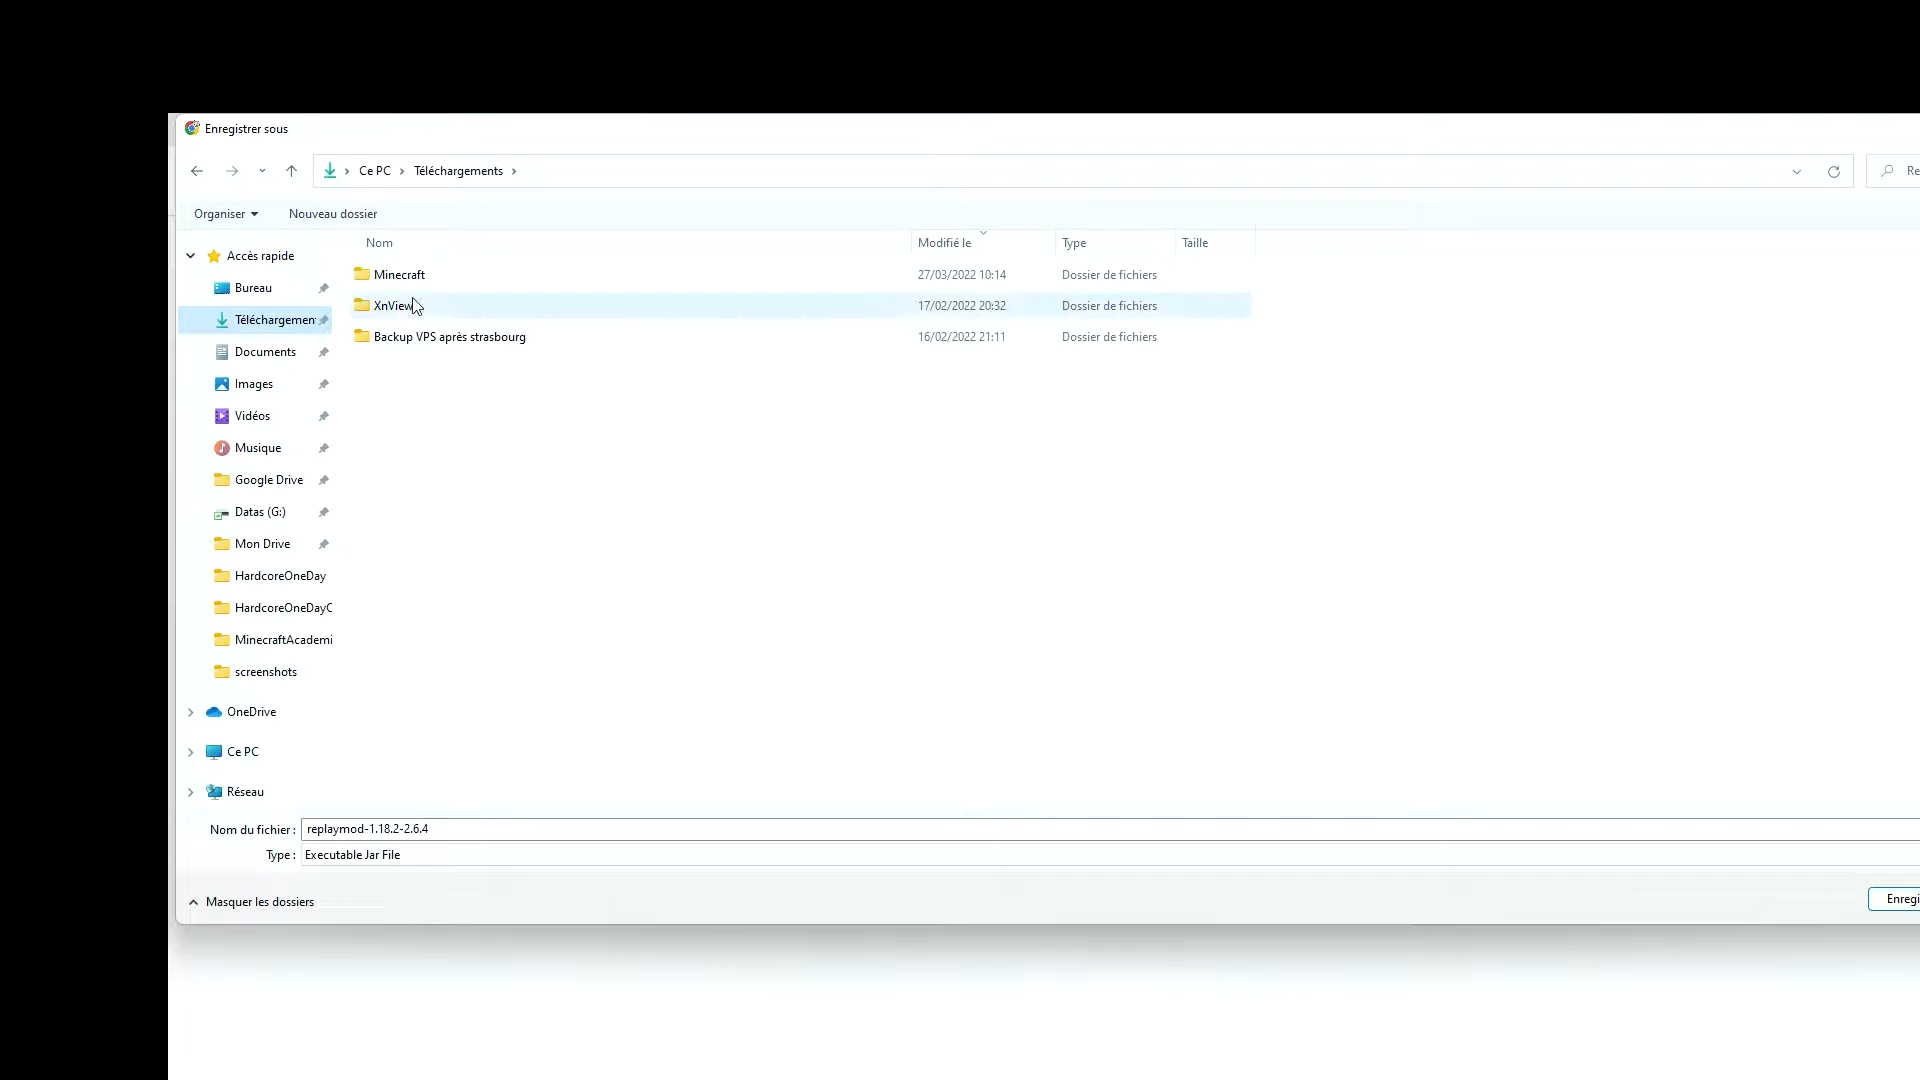 Enregistrer sous
Ce PC > Téléchargements >
Organiser
Nouveau dossier
Nom
Modifié le
Type
Taille
Accès rapide
Bureau
Téléchargemen
Documents
Images
Vidéos
Musique
Google Drive
Datas (G:)
Mon Drive
HardcoreOneDay
HardcoreOneDayC
MinecraftAcademi
screenshots
OneDrive
Ce PC
Réseau
Minecraft 27/03/2022 10:14 Dossier de fichiers
XnView 17/02/2022 20:32 Dossier de fichiers
Backup VPS après strasbourg 16/02/2022 21:11 Dossier de fichiers
Nom du fichier : replaymod-1.18.2-2.6.4
Type : Executable Jar File
Masquer les dossiers
Enregi
Re